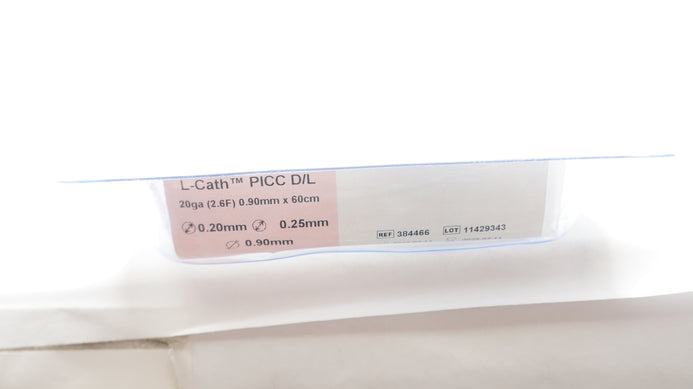 L-Cath™ PICC D/L
20ga (2.6F) 0.90mm x 60cm
0.20mm 0.25mm
0.90mm
REF 384466 LOT 11429343